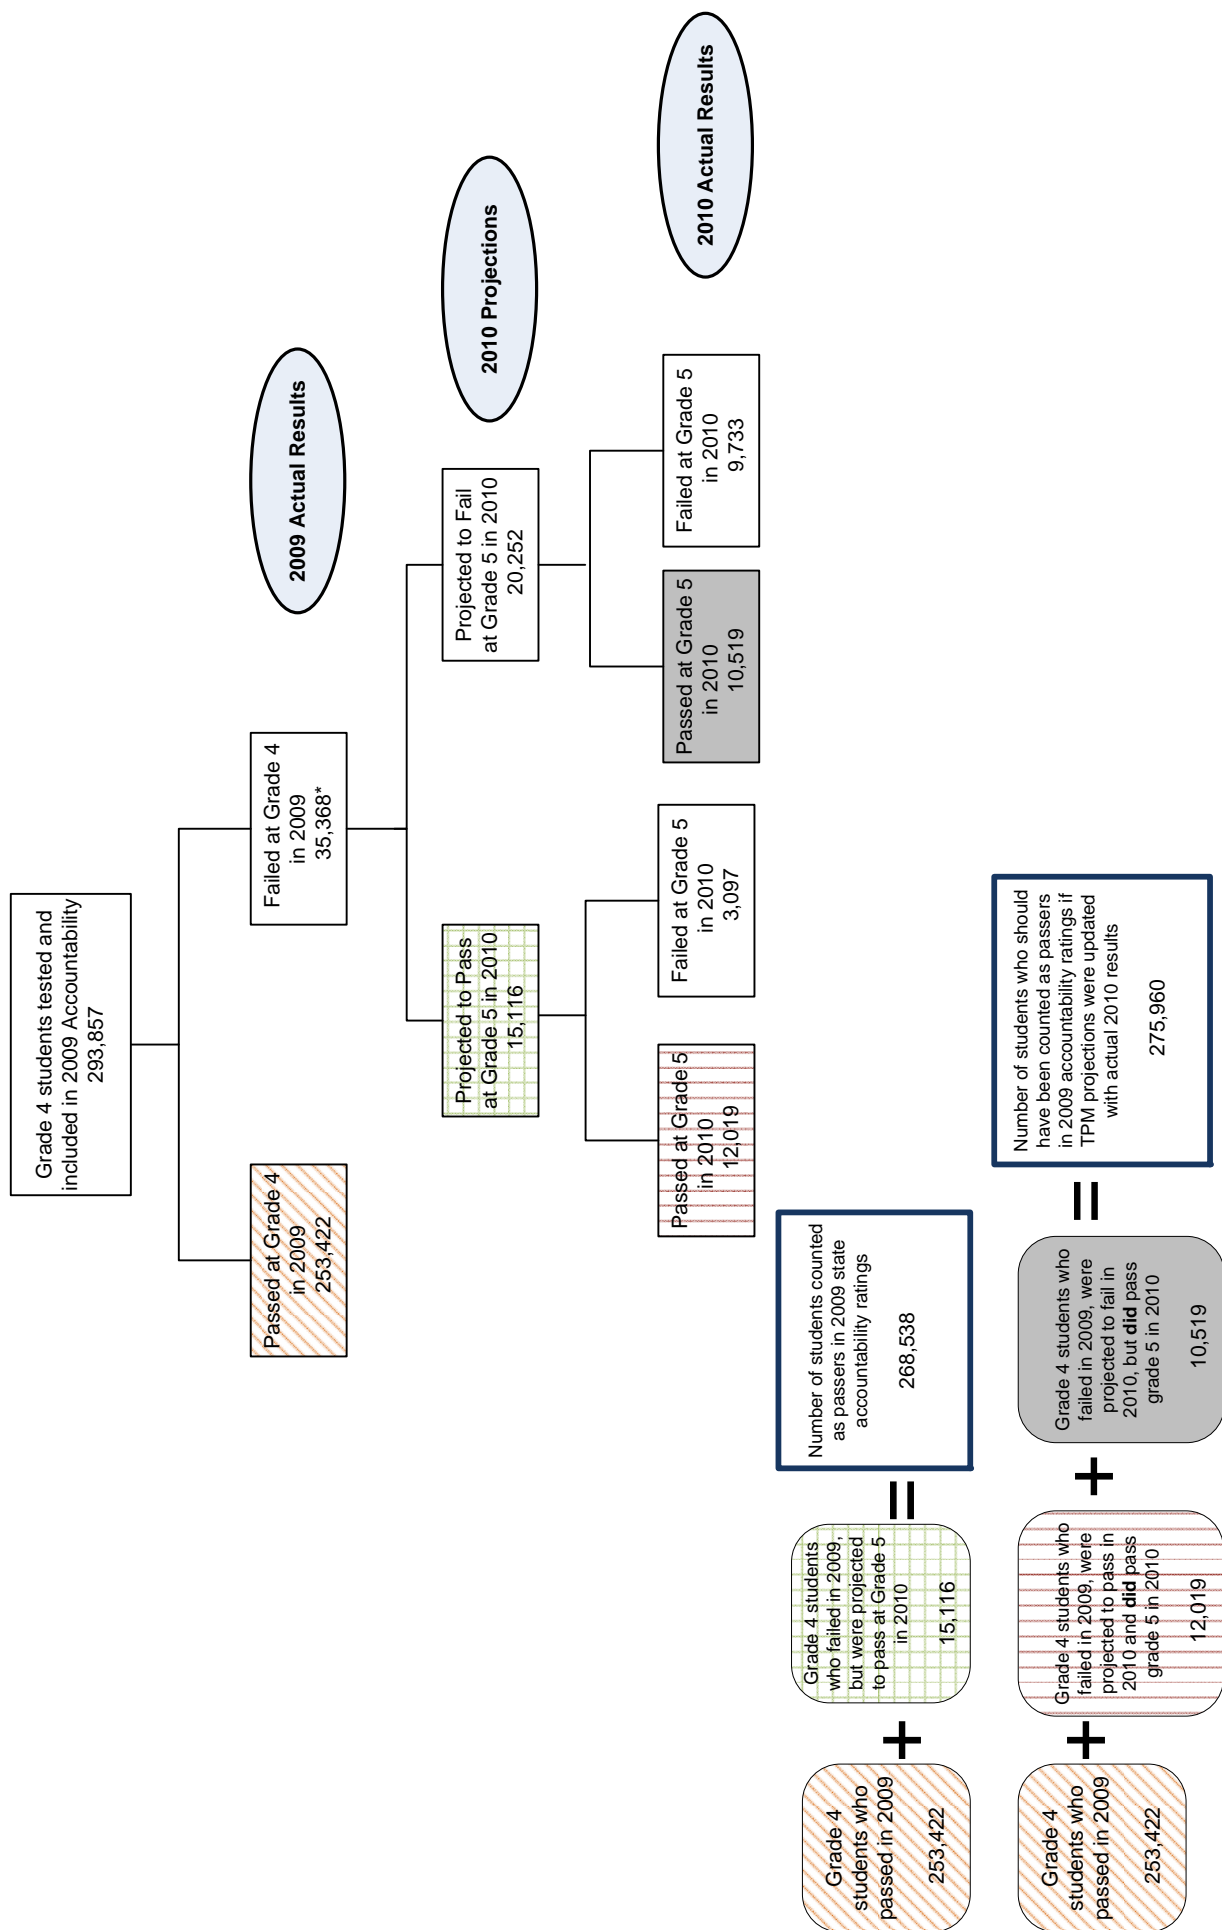 Grade 4 students tested and
included in 2009 Accountability
293,857
Passed at Grade 4
in 2009
253,422
Failed at Grade 4
in 2009
35,368*
2009 Actual Results
Projected to Pass
at Grade 5 in 2010
15,116
Projected to Fail
at Grade 5 in 2010
20,252
2010 Projections
Passed at Grade 5
in 2010
12,019
Failed at Grade 5
in 2010
3,097
Passed at Grade 5
in 2010
10,519
Failed at Grade 5
in 2010
9,733
2010 Actual Results
Grade 4
students who
passed in 2009
253,422
+
Grade 4 students
who failed in 2009,
but were projected
to pass at Grade 5
in 2010
15,116
=
Number of students counted
as passers in 2009 state
accountability ratings
268,538
Grade 4
students who
passed in 2009
253,422
+
Grade 4 students who
failed in 2009, were
projected to pass in
2010 and did pass
grade 5 in 2010
12,019
+
Grade 4 students who
failed in 2009, were
projected to fail in
2010, but did pass
grade 5 in 2010
10,519
=
Number of students who should
have been counted as passers
in 2009 accountability ratings if
TPM projections were updated
with actual 2010 results
275,960